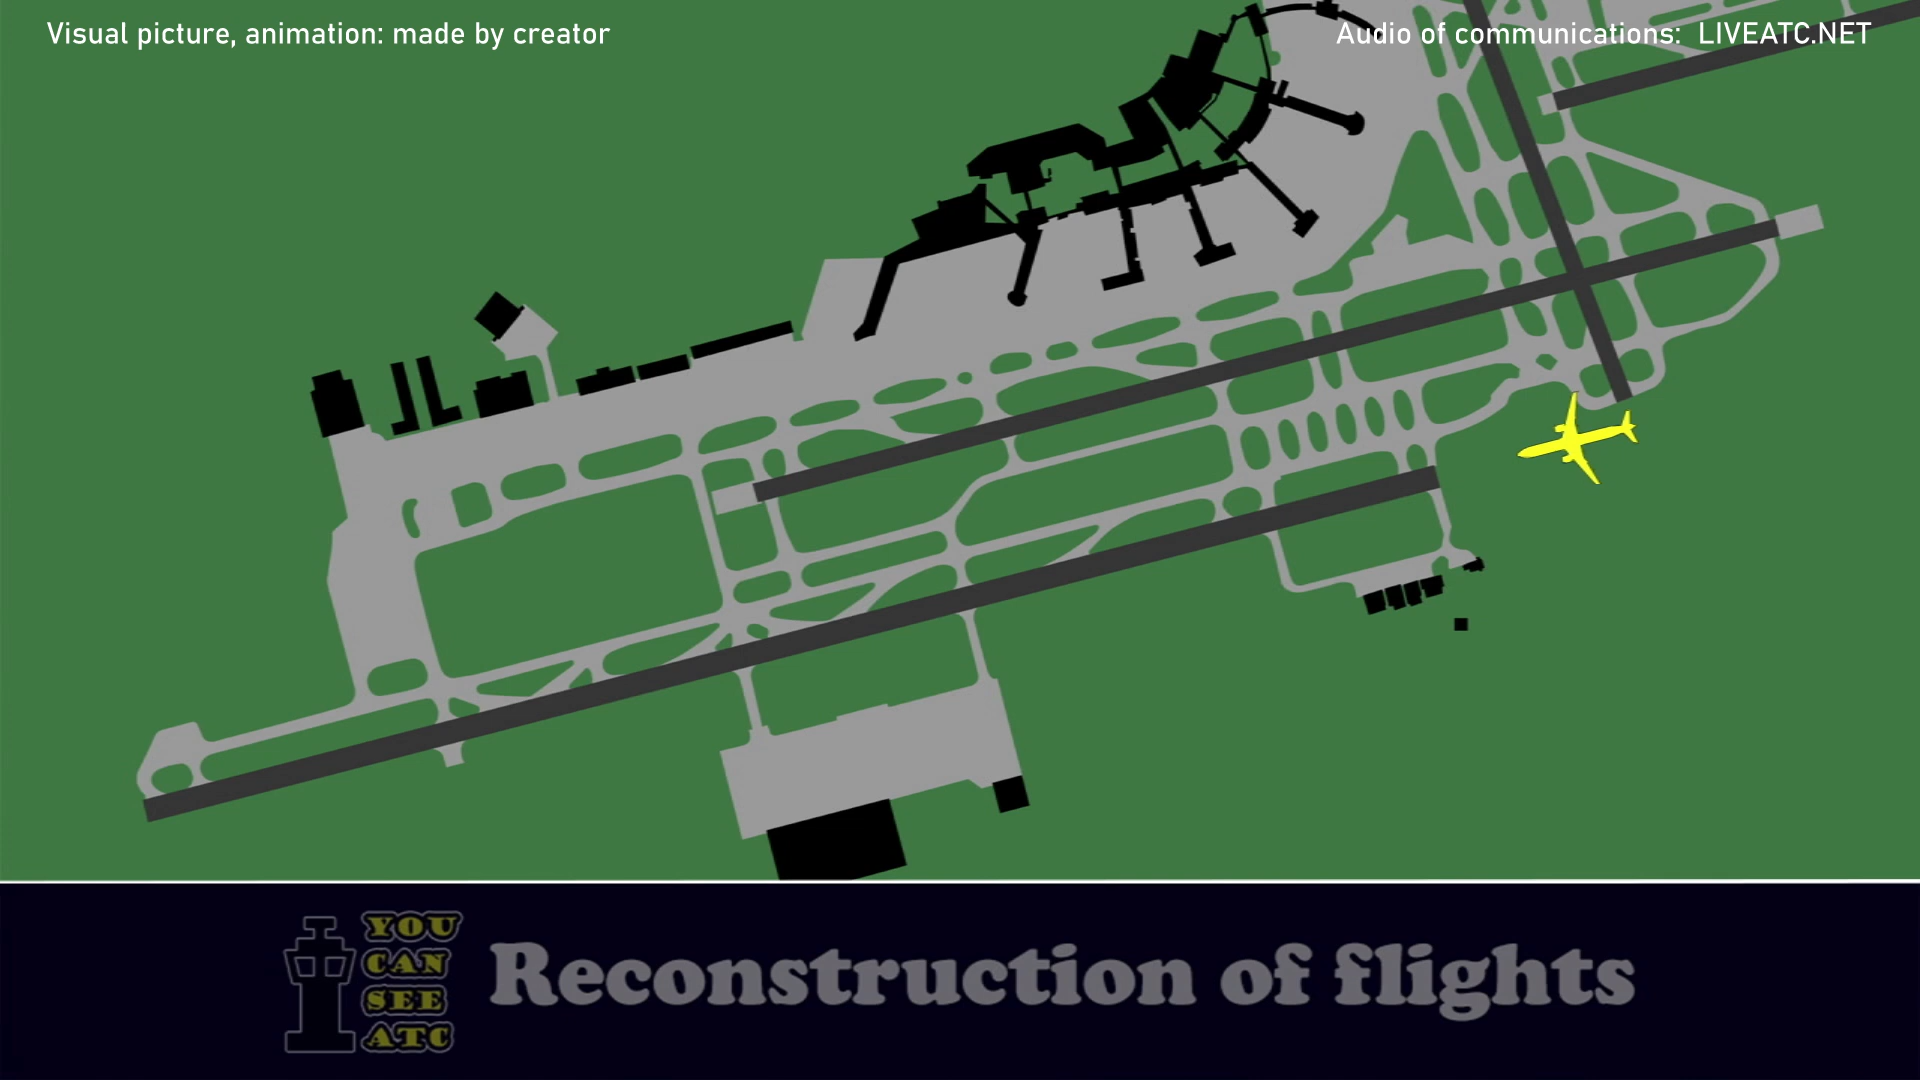 Visual picture, animation: made by creator
Audio of communications: LIVEATC.NET
YOU
CAN
SEE
ATC
Reconstruction of flights